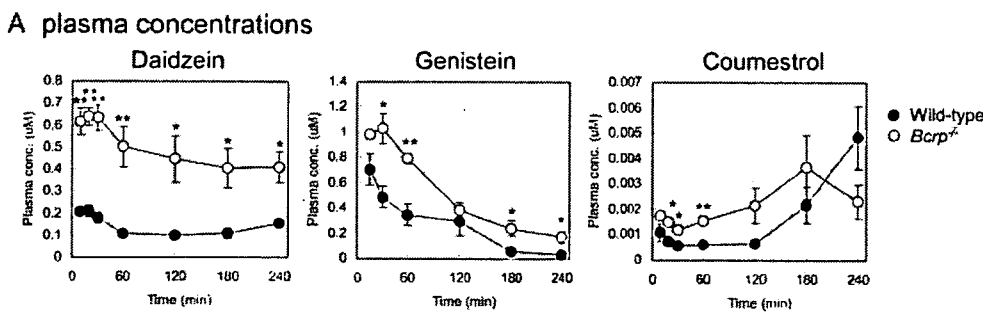 A plasma concentrations
Daidzein
Genistein
Coumestrol
Plasma conc. (uM)
0.8
0.7
0.6
0.5
0.4
0.3
0.2
0.1
0
** ** **
**
*
*
*
0 60 120 180 240
Time (min)
Plasma conc. (uM)
1.4
1.2
1
0.8
0.6
0.4
0.2
0
*
**
*
*
0 60 120 180 240
Time (min)
Plasma conc. (uM)
0.007
0.006
0.005
0.004
0.003
0.002
0.001
0
*
*
**
0 60 120 180 240
Time (min)
Wild-type
Bcrp-/-